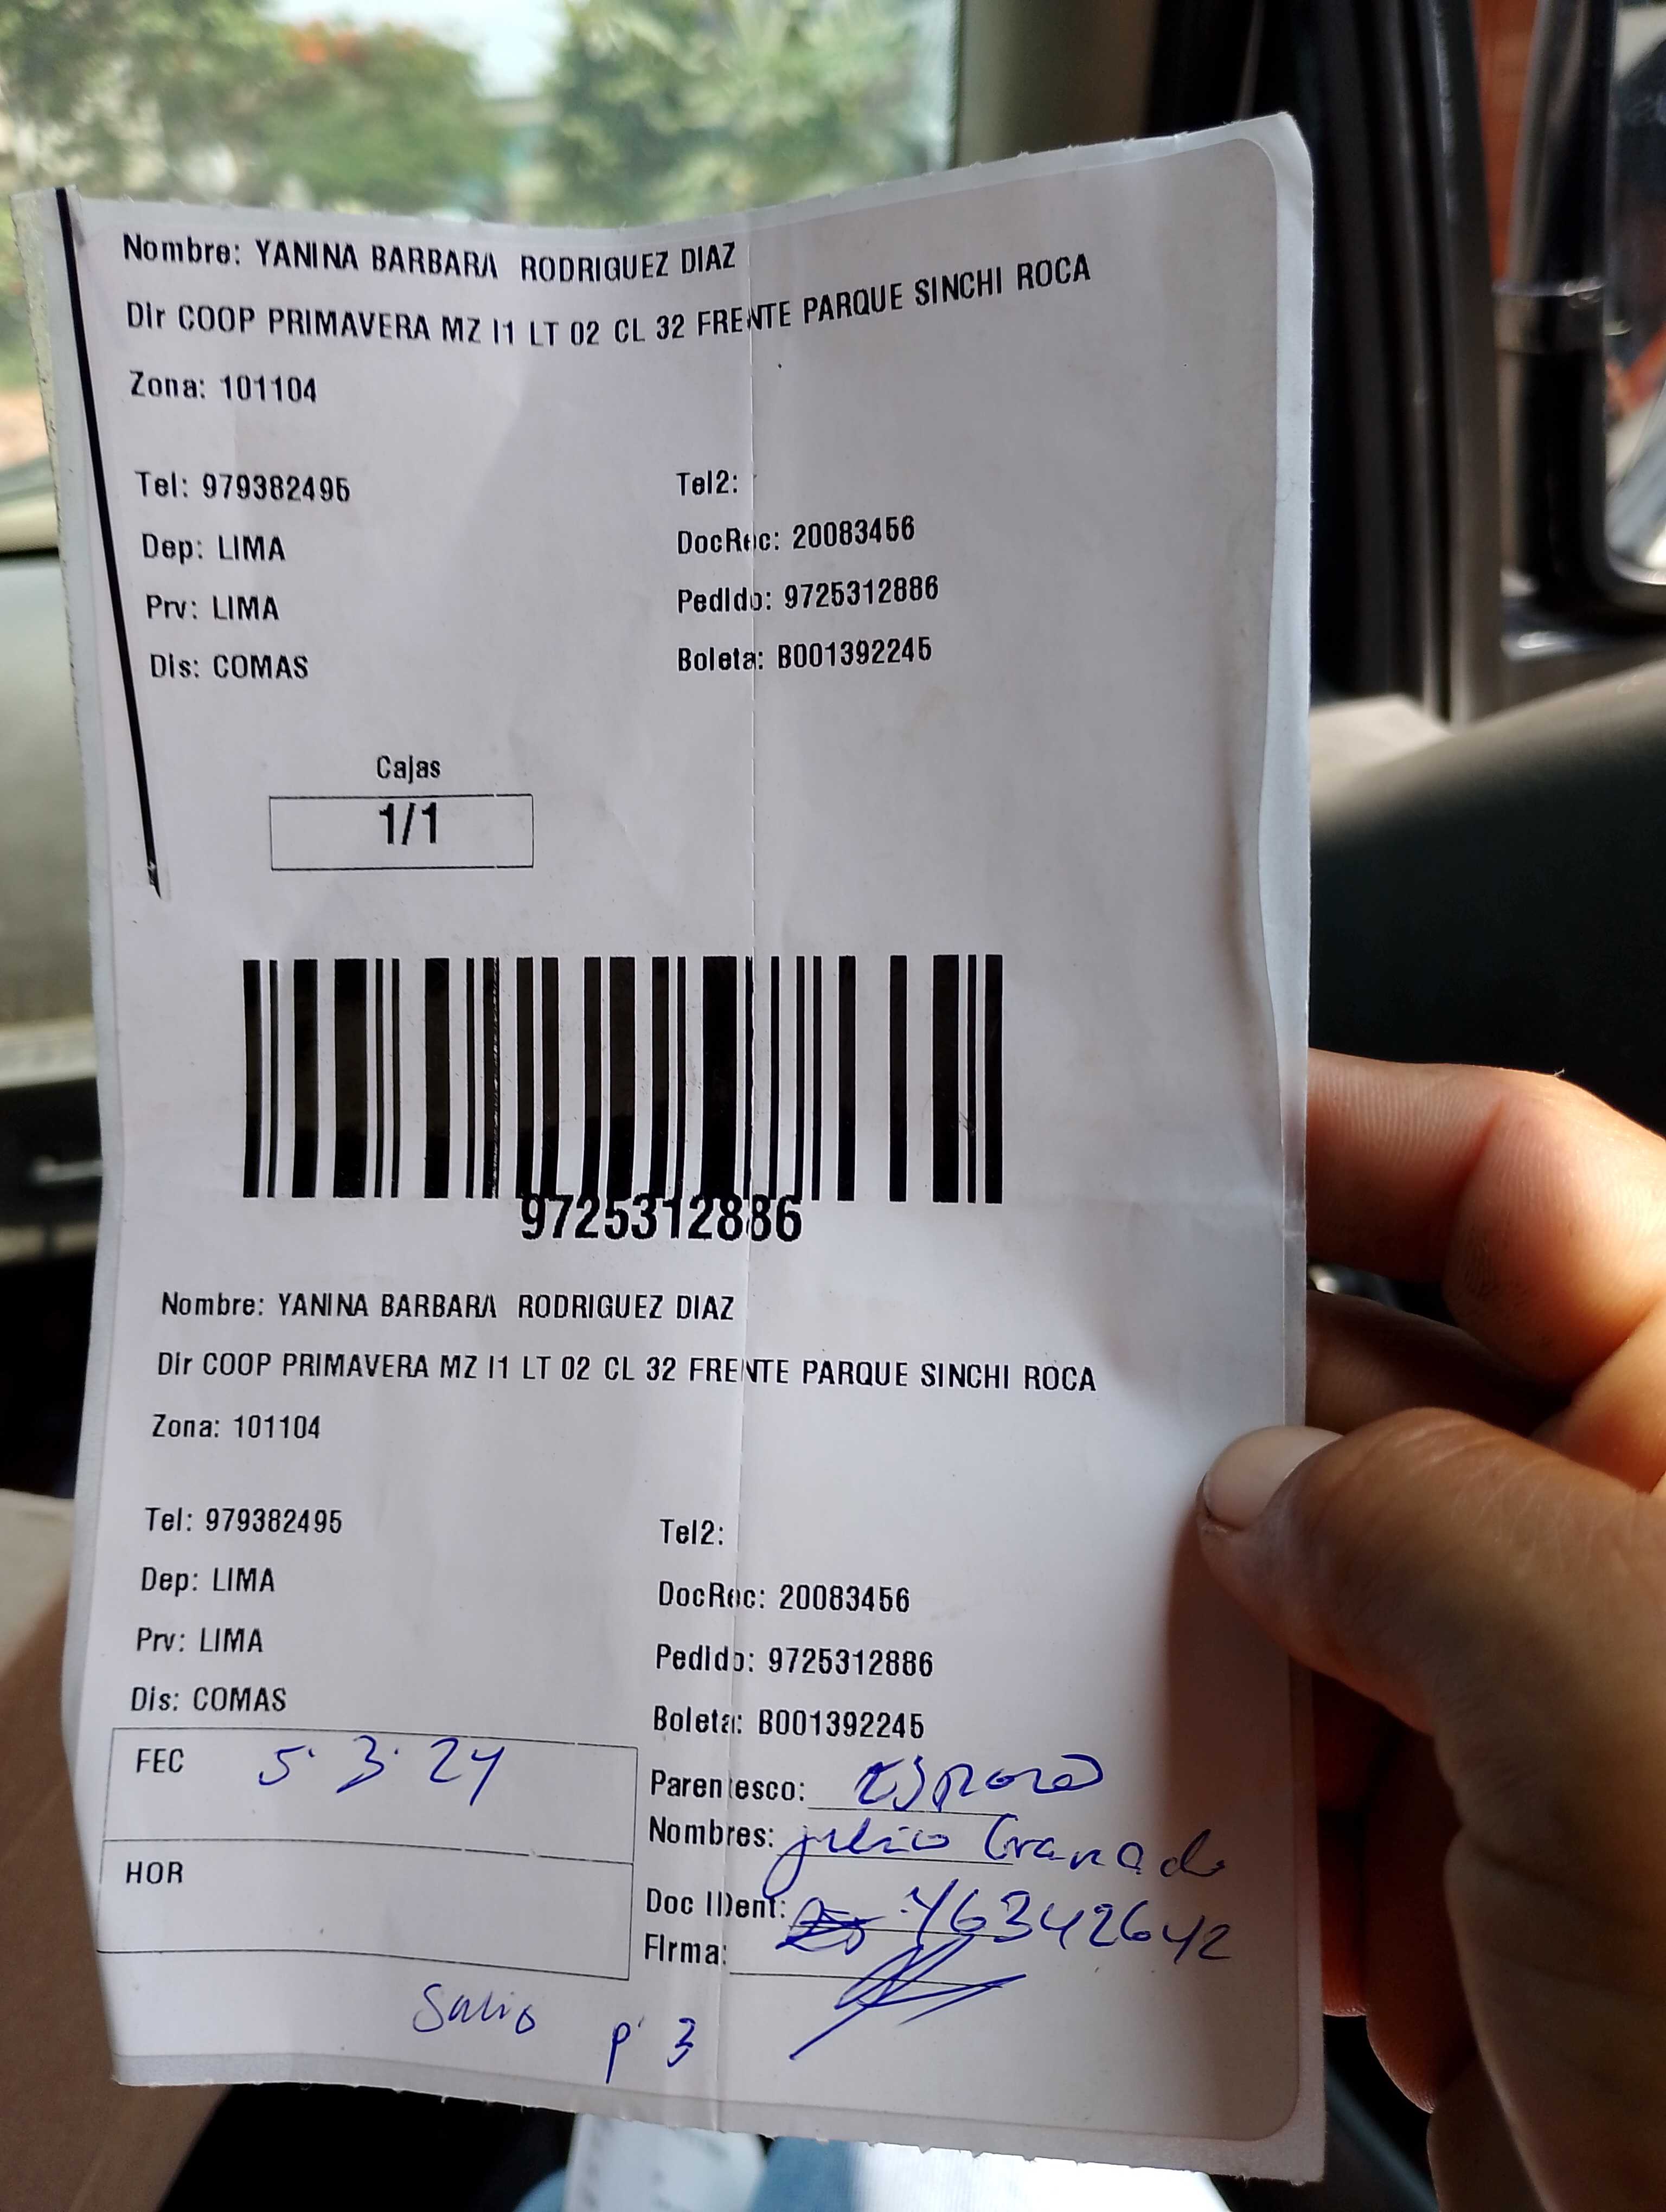 Nombre: YANINA BARBARA RODRIGUEZ DIAZ
Dir COOP PRIMAVERA MZ I1 LT 02 CL 32 FRENTE PARQUE SINCHI ROCA
Zona: 101104
Tel: 979382495 Tel2:
Dep: LIMA DocRec: 20083456
Prv: LIMA Pedido: 9725312886
Dis: COMAS Boleta: B001392245
Cajas
1/1
9725312886
Nombre: YANINA BARBARA RODRIGUEZ DIAZ
Dir COOP PRIMAVERA MZ I1 LT 02 CL 32 FRENTE PARQUE SINCHI ROCA
Zona: 101104
Tel: 979382495 Tel2:
Dep: LIMA DocRec: 20083456
Prv: LIMA Pedido: 9725312886
Dis: COMAS Boleta: B001392245
FEC 5.3.24 Parentesco: esposo
Nombres: julio Granado
HOR Doc IDent: 46342642
Firma:
p. 3